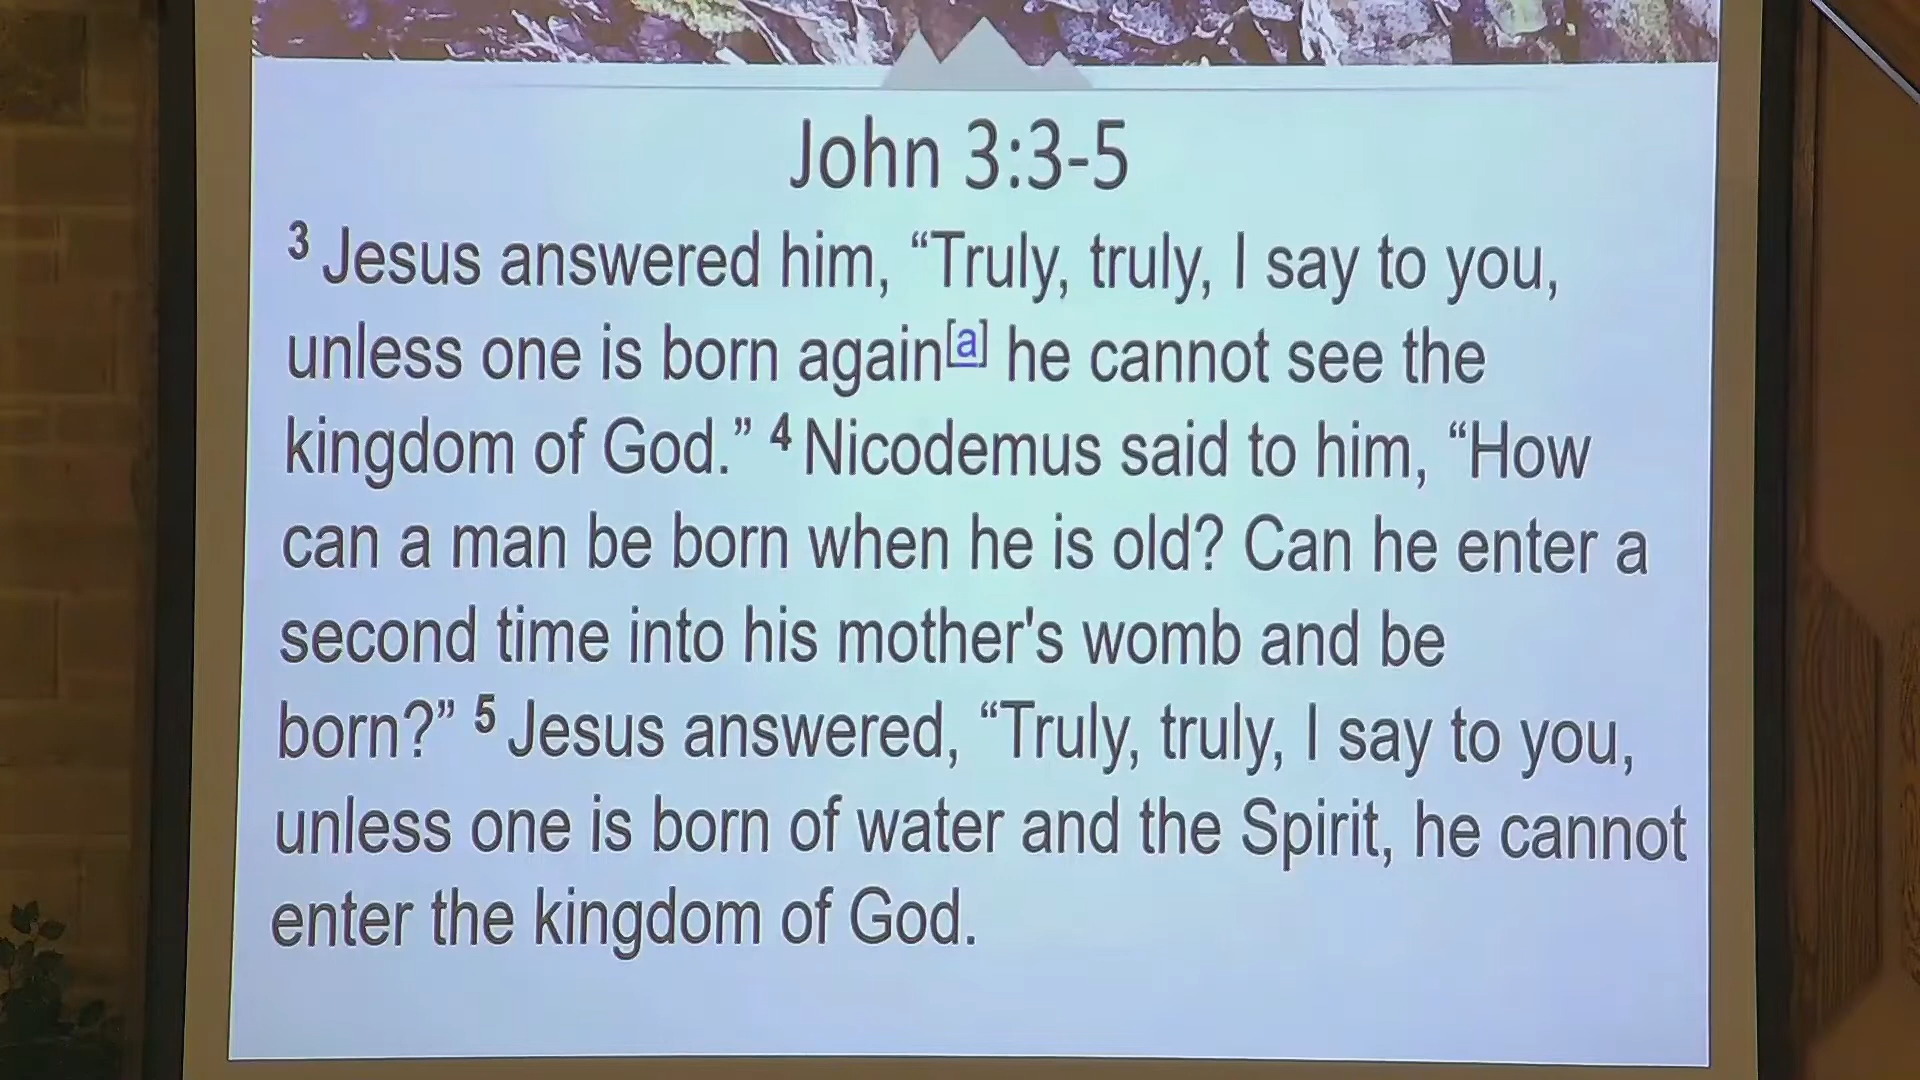 John 3:3-5
3 Jesus answered him, “Truly, truly, I say to you,
unless one is born again[a] he cannot see the
kingdom of God.” 4 Nicodemus said to him, “How
can a man be born when he is old? Can he enter a
second time into his mother's womb and be
born?” 5 Jesus answered, “Truly, truly, I say to you,
unless one is born of water and the Spirit, he cannot
enter the kingdom of God.